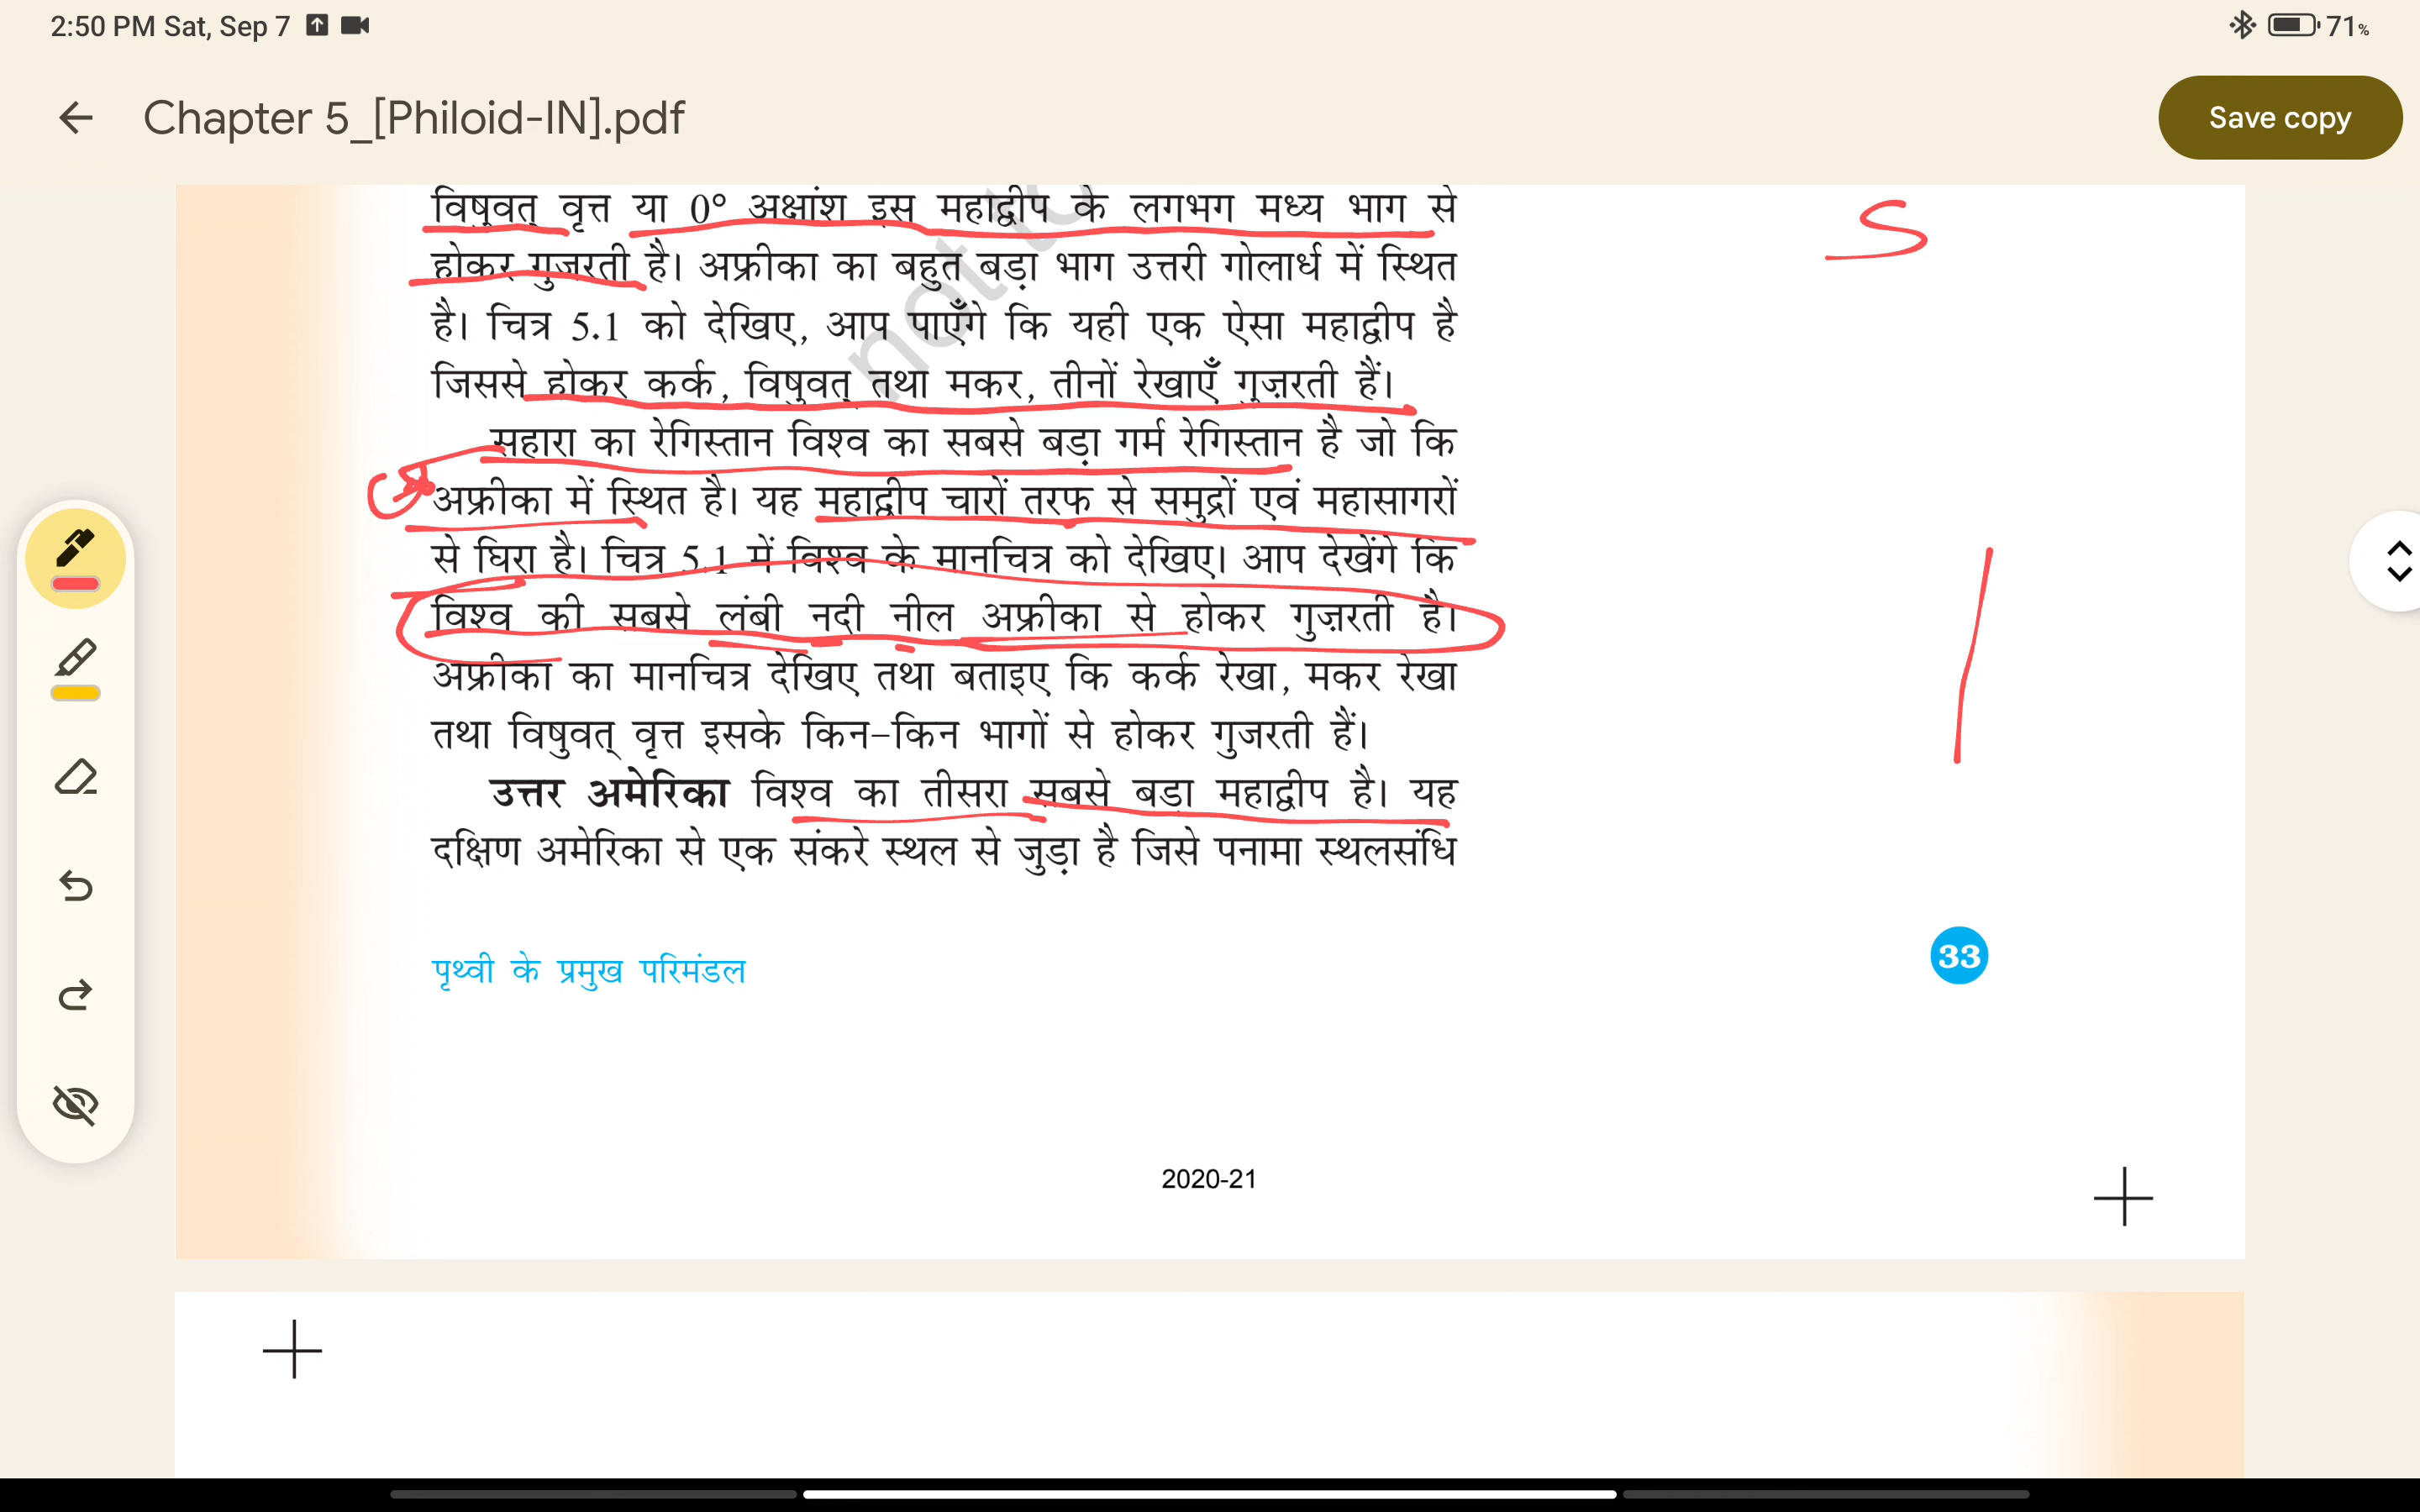 2:50 PM Sat, Sep 7
71%
Chapter 5_[Philoid-IN].pdf
Save copy
विषुवत् वृत्त या 0° अक्षांश इस महाद्वीप के लगभग मध्य भाग से
होकर गुजरती है। अफ्रीका का बहुत बड़ा भाग उत्तरी गोलार्ध में स्थित
है। चित्र 5.1 को देखिए, आप पाएँगे कि यही एक ऐसा महाद्वीप है
जिससे होकर कर्क, विषुवत् तथा मकर, तीनों रेखाएँ गुज़रती हैं।
सहारा का रेगिस्तान विश्व का सबसे बड़ा गर्म रेगिस्तान है जो कि
अफ्रीका में स्थित है। यह महाद्वीप चारों तरफ से समुद्रों एवं महासागरों
से घिरा है। चित्र 5.1 में विश्व के मानचित्र को देखिए। आप देखेंगे कि
विश्व की सबसे लंबी नदी नील अफ्रीका से होकर गुज़रती है।
अफ्रीका का मानचित्र देखिए तथा बताइए कि कर्क रेखा, मकर रेखा
तथा विषुवत् वृत्त इसके किन–किन भागों से होकर गुजरती हैं।
उत्तर अमेरिका विश्व का तीसरा सबसे बड़ा महाद्वीप है। यह
दक्षिण अमेरिका से एक संकरे स्थल से जुड़ा है जिसे पनामा स्थलसंधि
not to
पृथ्वी के प्रमुख परिमंडल
33
2020-21